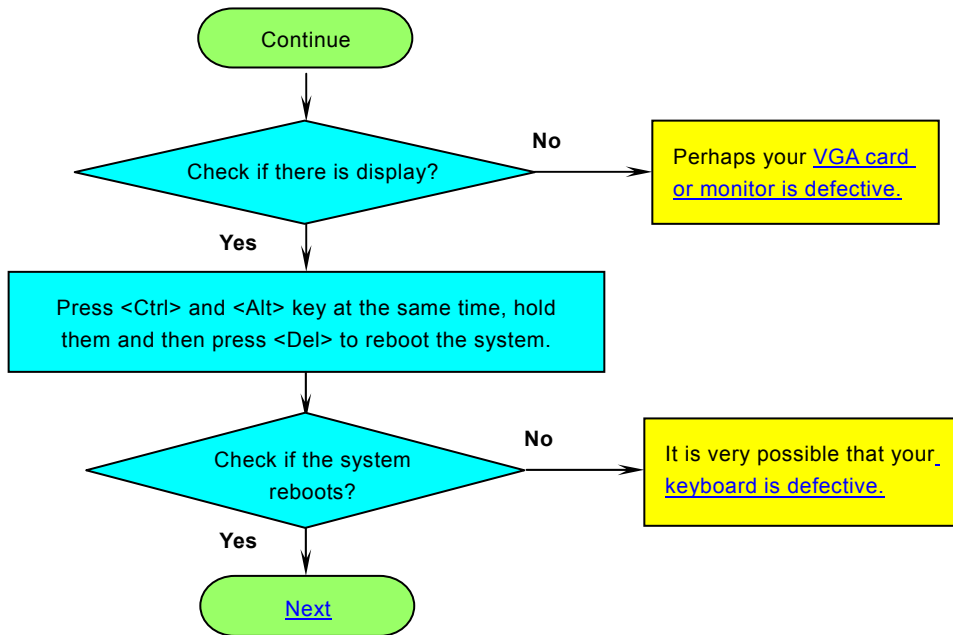 Continue
Check if there is display?
No
Perhaps your VGA card
or monitor is defective.
Yes
Press <Ctrl> and <Alt> key at the same time, hold
them and then press <Del> to reboot the system.
Check if the system
reboots?
No
It is very possible that your
keyboard is defective.
Yes
Next